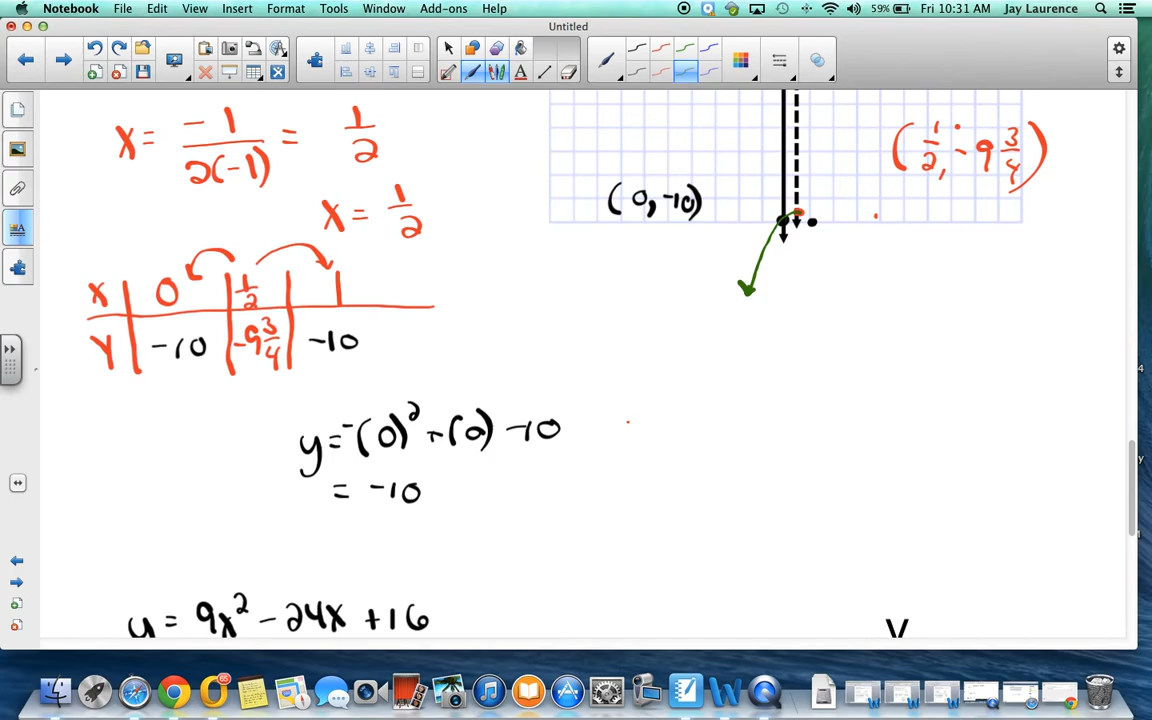 Notebook File Edit View Insert Format Tools Window Add-ons Help 59% Fri 10:31 AM Jay Laurence
Untitled
x = -1 / 2(-1) = 1/2
x = 1/2
(1/2, -9 3/4)
(0, -10)
x | 0 | 1/2 | 1
y | -10 | -9 3/4 | -10
y = -(0)² + (0) - 10
= -10
y = 9x² - 24x + 16
y
65